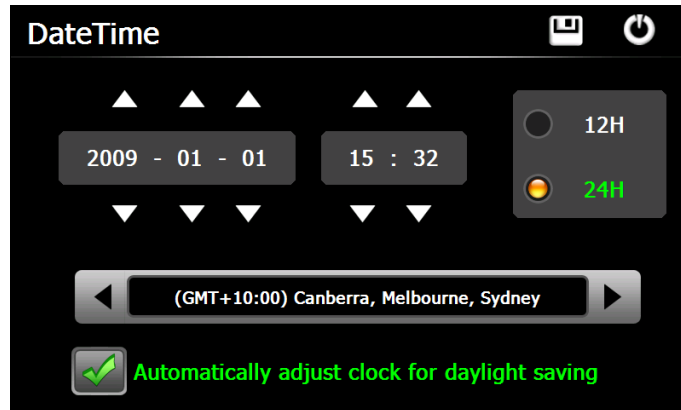 DateTime
2009 - 01 - 01
15 : 32
12H
24H
(GMT+10:00) Canberra, Melbourne, Sydney
Automatically adjust clock for daylight saving